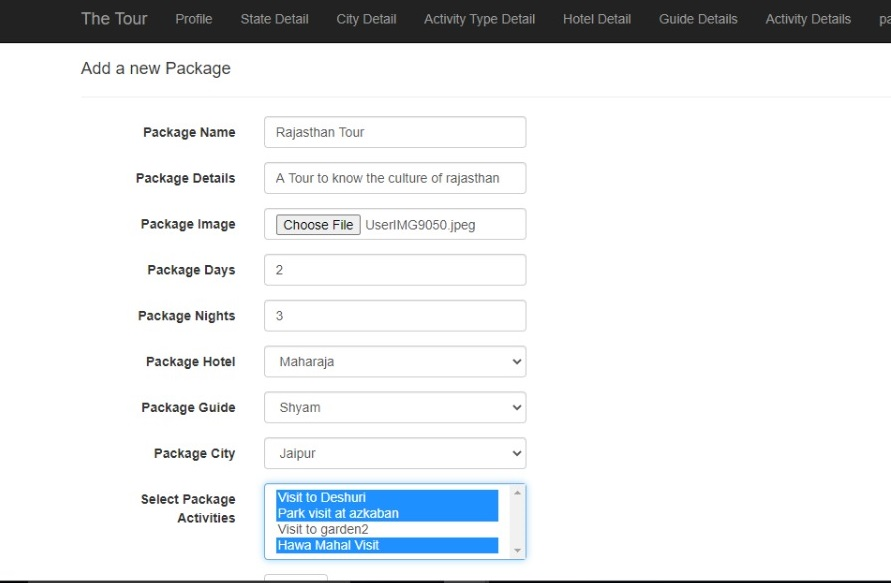 The Tour Profile State Detail City Detail Activity Type Detail Hotel Detail Guide Details Activity Details pa
Add a new Package
Package Name Rajasthan Tour
Package Details A Tour to know the culture of rajasthan
Package Image Choose File UserIMG9050.jpeg
Package Days 2
Package Nights 3
Package Hotel Maharaja
Package Guide Shyam
Package City Jaipur
Select Package Activities
Visit to Deshuri
Park visit at azkaban
Visit to garden2
Hawa Mahal Visit